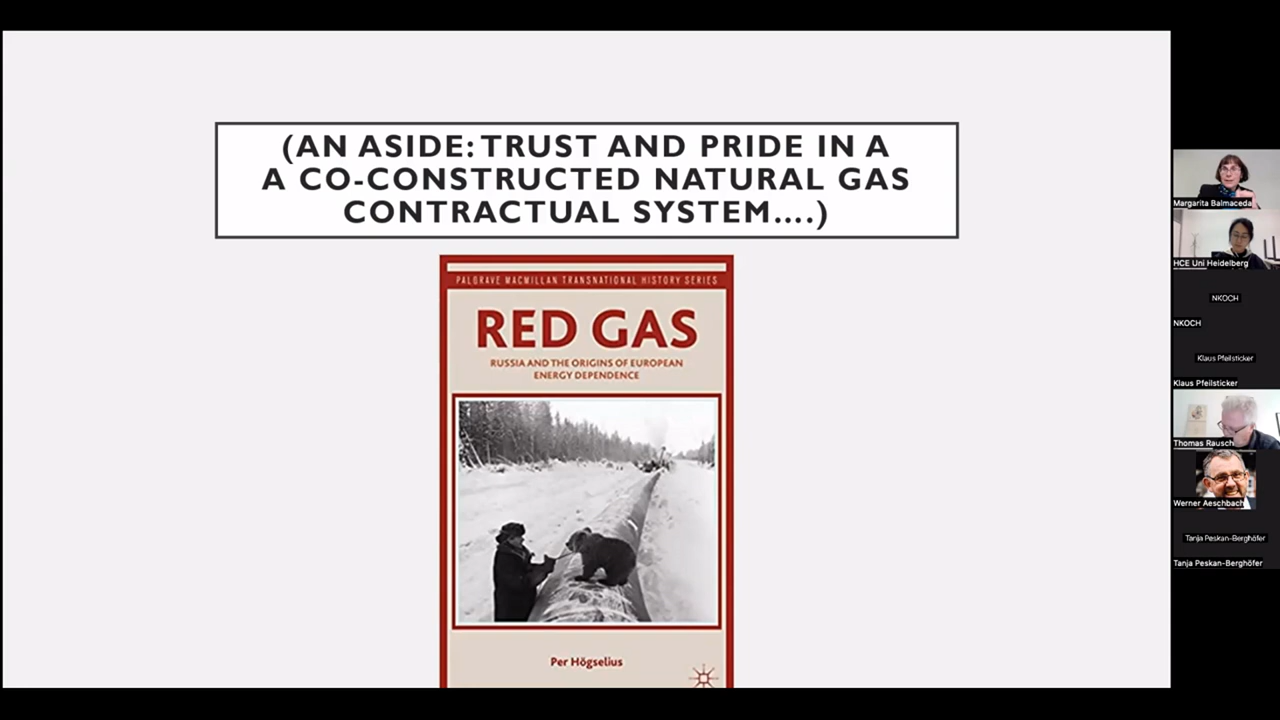 (AN ASIDE: TRUST AND PRIDE IN A
A CO-CONSTRUCTED NATURAL GAS
CONTRACTUAL SYSTEM....)
PALGRAVE MACMILLAN TRANSNATIONAL HISTORY SERIES
RED GAS
RUSSIA AND THE ORIGINS OF EUROPEAN
ENERGY DEPENDENCE
Per Högselius
Margarita Balmaceda
HCE Uni Heidelberg
NKOCH
NKOCH
Klaus Pfeilsticker
Klaus Pfeilsticker
Thomas Rausch
Werner Aeschbach
Tanja Peskan-Berghöfer
Tanja Peskan-Berghöfer